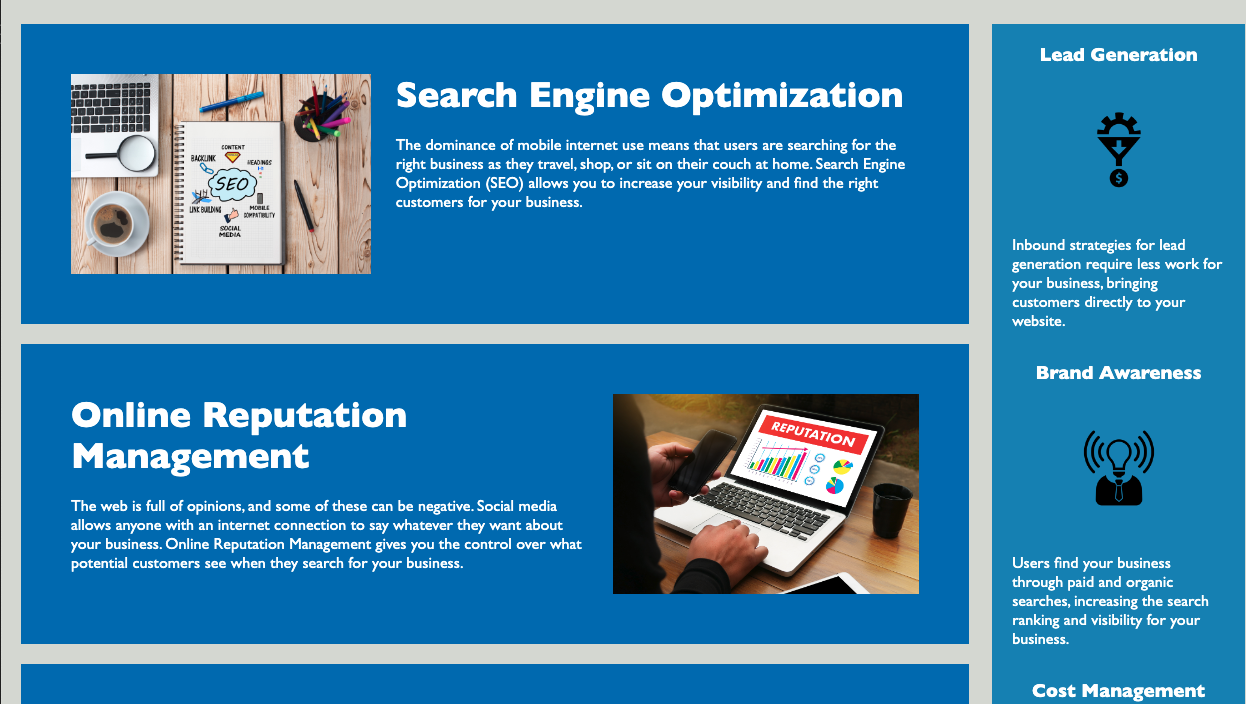 Search Engine Optimization
The dominance of mobile internet use means that users are searching for the
right business as they travel, shop, or sit on their couch at home. Search Engine
Optimization (SEO) allows you to increase your visibility and find the right
customers for your business.
CONTENT
BACKLINK
HEADINGS
SEO
LINK BUILDING
MOBILE
COMPATIBILITY
SOCIAL
MEDIA
Online Reputation
Management
The web is full of opinions, and some of these can be negative. Social media
allows anyone with an internet connection to say whatever they want about
your business. Online Reputation Management gives you the control over what
potential customers see when they search for your business.
REPUTATION
Lead Generation
$
Inbound strategies for lead
generation require less work for
your business, bringing
customers directly to your
website.
Brand Awareness
Users find your business
through paid and organic
searches, increasing the search
ranking and visibility for your
business.
Cost Management